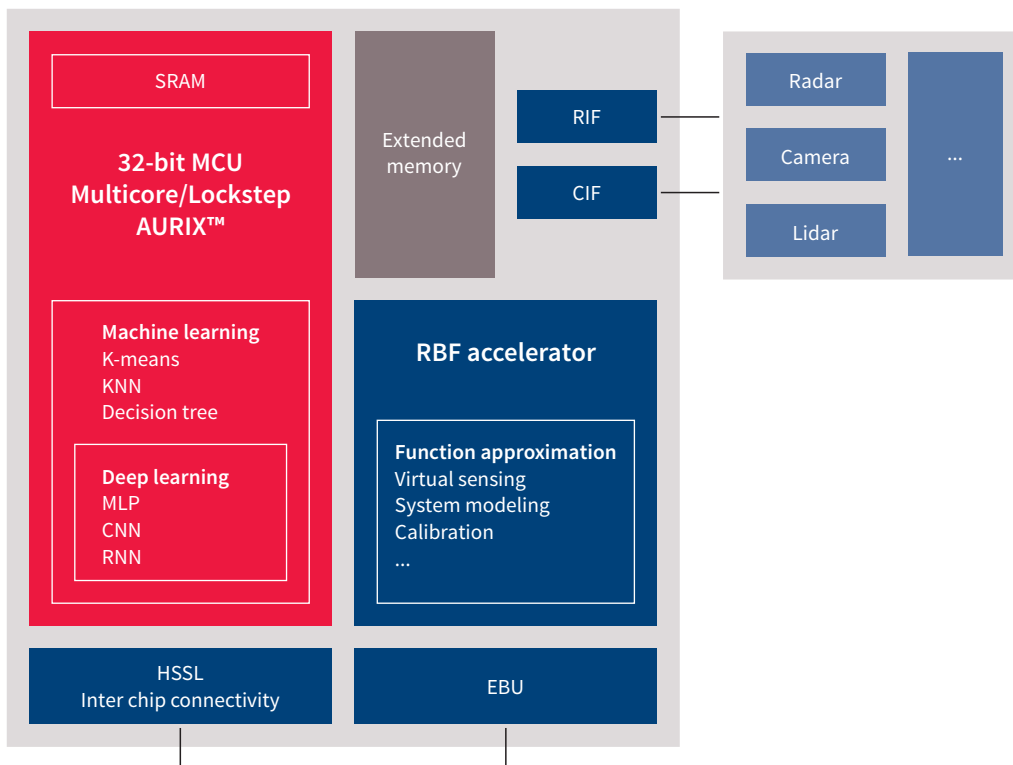 SRAM
32-bit MCU
Multicore/Lockstep
AURIX™
Machine learning
K-means
KNN
Decision tree
Deep learning
MLP
CNN
RNN
Extended
memory
RIF
CIF
Radar
Camera
Lidar
...
RBF accelerator
Function approximation
Virtual sensing
System modeling
Calibration
...
HSSL
Inter chip connectivity
EBU